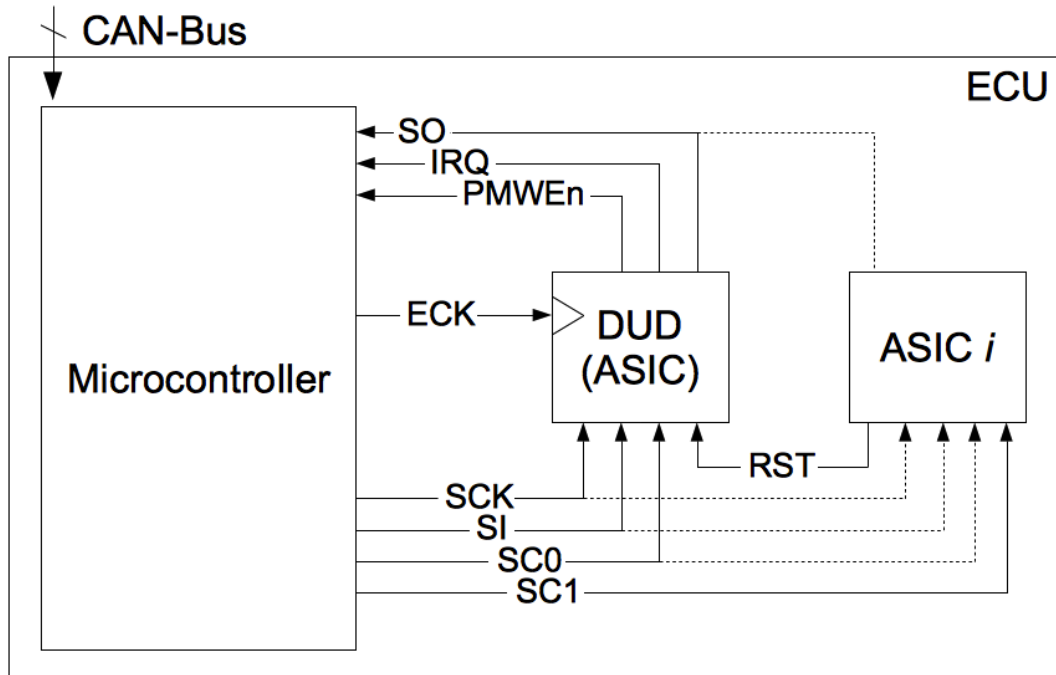 CAN-Bus
ECU
SO
IRQ
PMWEn
ECK
DUD
(ASIC)
ASIC i
Microcontroller
RST
SCK
SI
SC0
SC1